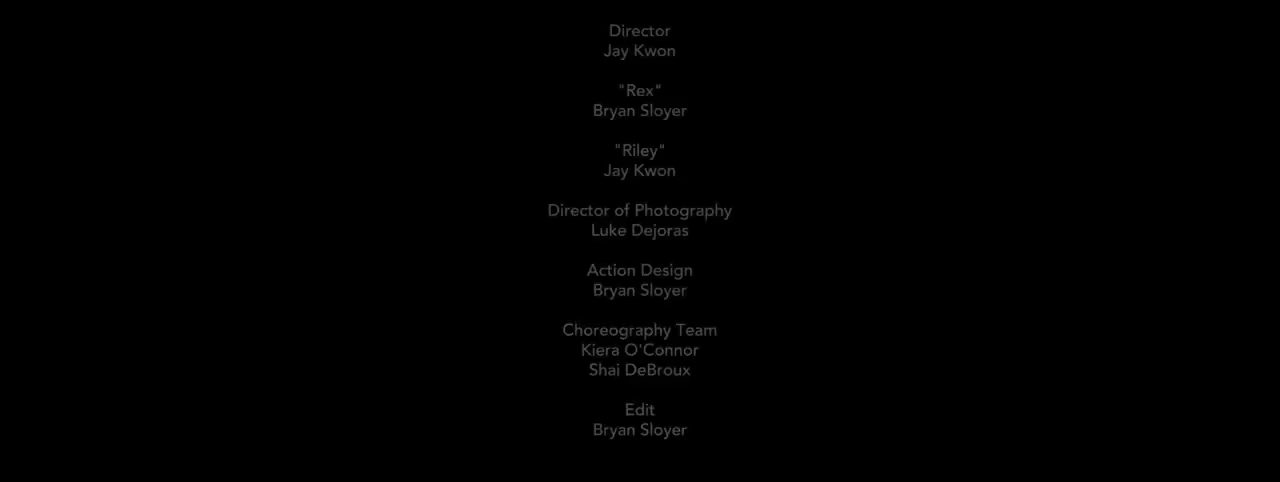 Director
Jay Kwon
"Rex"
Bryan Sloyer
"Riley"
Jay Kwon
Director of Photography
Luke Dejoras
Action Design
Bryan Sloyer
Choreography Team
Kiera O'Connor
Shai DeBroux
Edit
Bryan Sloyer